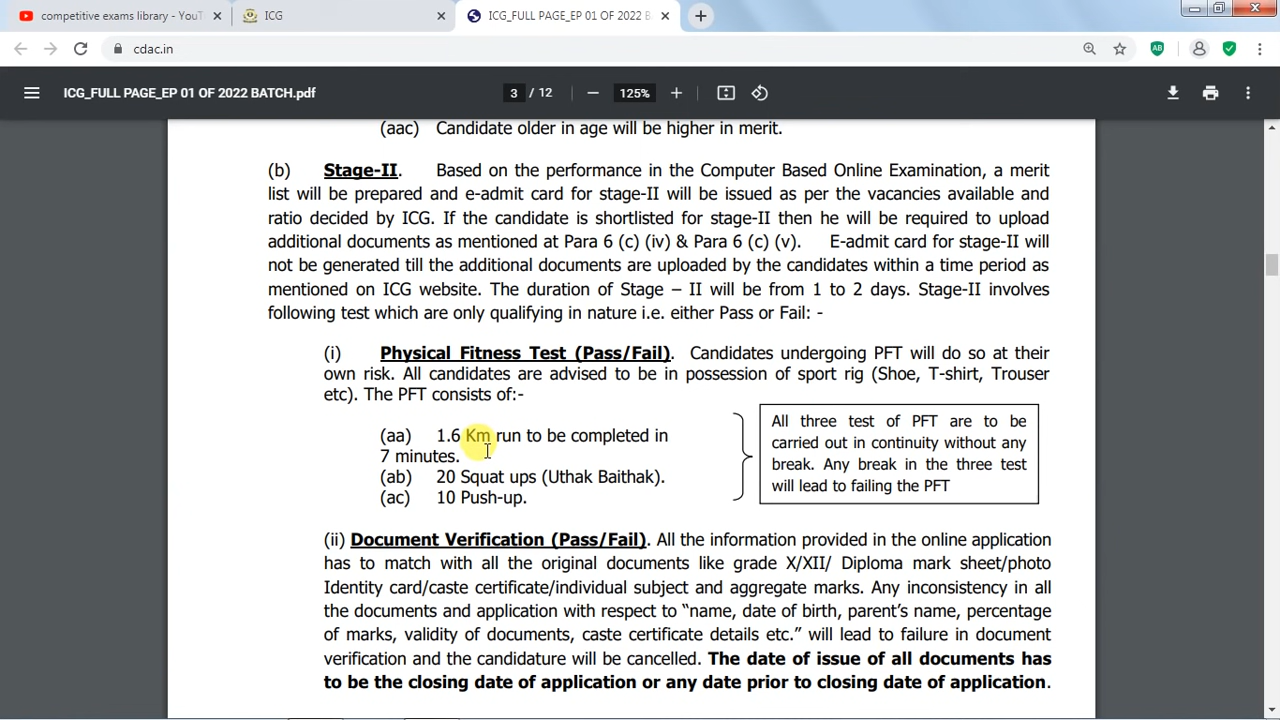 competitive exams library - YouT
ICG
ICG_FULL PAGE_EP 01 OF 2022 B
cdac.in
ICG_FULL PAGE_EP 01 OF 2022 BATCH.pdf
3 / 12
125%
(aac) Candidate older in age will be higher in merit.
(b) Stage-II. Based on the performance in the Computer Based Online Examination, a merit
list will be prepared and e-admit card for stage-II will be issued as per the vacancies available and
ratio decided by ICG. If the candidate is shortlisted for stage-II then he will be required to upload
additional documents as mentioned at Para 6 (c) (iv) & Para 6 (c) (v). E-admit card for stage-II will
not be generated till the additional documents are uploaded by the candidates within a time period as
mentioned on ICG website. The duration of Stage – II will be from 1 to 2 days. Stage-II involves
following test which are only qualifying in nature i.e. either Pass or Fail: -
(i) Physical Fitness Test (Pass/Fail). Candidates undergoing PFT will do so at their
own risk. All candidates are advised to be in possession of sport rig (Shoe, T-shirt, Trouser
etc). The PFT consists of:-
(aa) 1.6 Km run to be completed in
7 minutes.
(ab) 20 Squat ups (Uthak Baithak).
(ac) 10 Push-up.
All three test of PFT are to be
carried out in continuity without any
break. Any break in the three test
will lead to failing the PFT
(ii) Document Verification (Pass/Fail). All the information provided in the online application
has to match with all the original documents like grade X/XII/ Diploma mark sheet/photo
Identity card/caste certificate/individual subject and aggregate marks. Any inconsistency in all
the documents and application with respect to “name, date of birth, parent’s name, percentage
of marks, validity of documents, caste certificate details etc.” will lead to failure in document
verification and the candidature will be cancelled. The date of issue of all documents has
to be the closing date of application or any date prior to closing date of application.